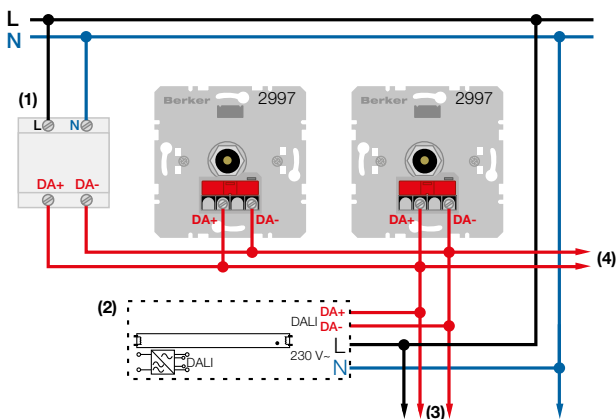 L
N
(1)
L
N
DA+ DA-
Berker 2997
DA+ DA-
Berker 2997
DA+ DA-
(4)
(2)
DALI
DA+
DA-
L
230 V~
N
DALI
(3)